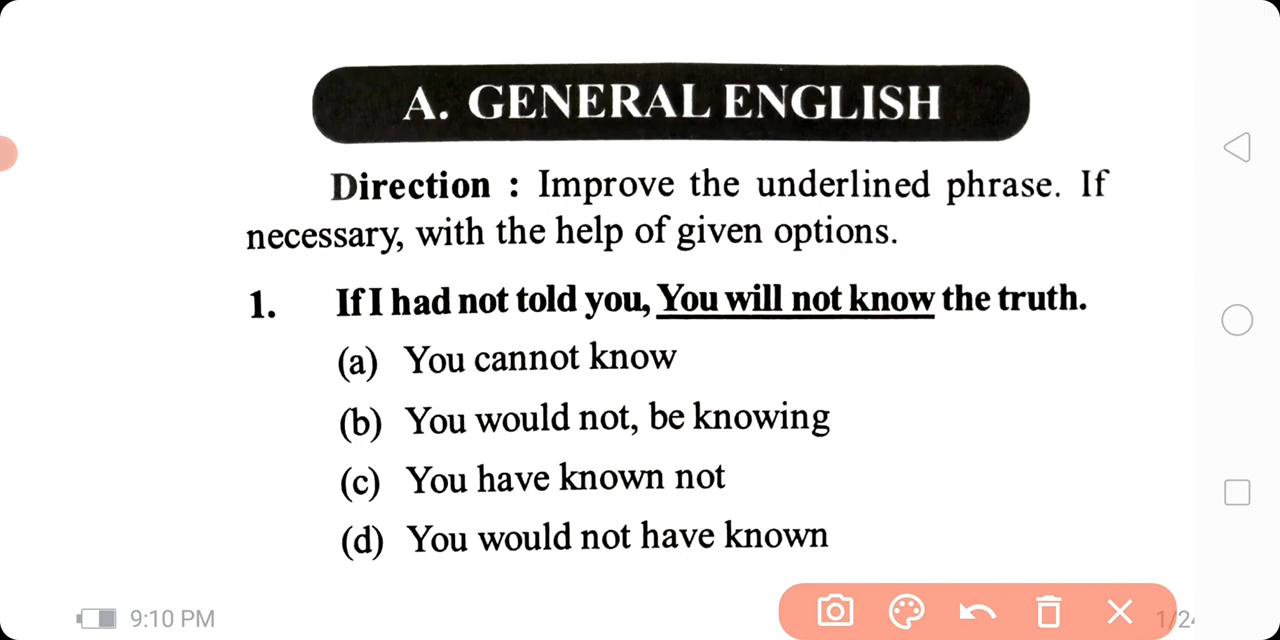 A. GENERAL ENGLISH
Direction : Improve the underlined phrase. If
necessary, with the help of given options.
1. If I had not told you, You will not know the truth.
(a) You cannot know
(b) You would not, be knowing
(c) You have known not
(d) You would not have known
9:10 PM